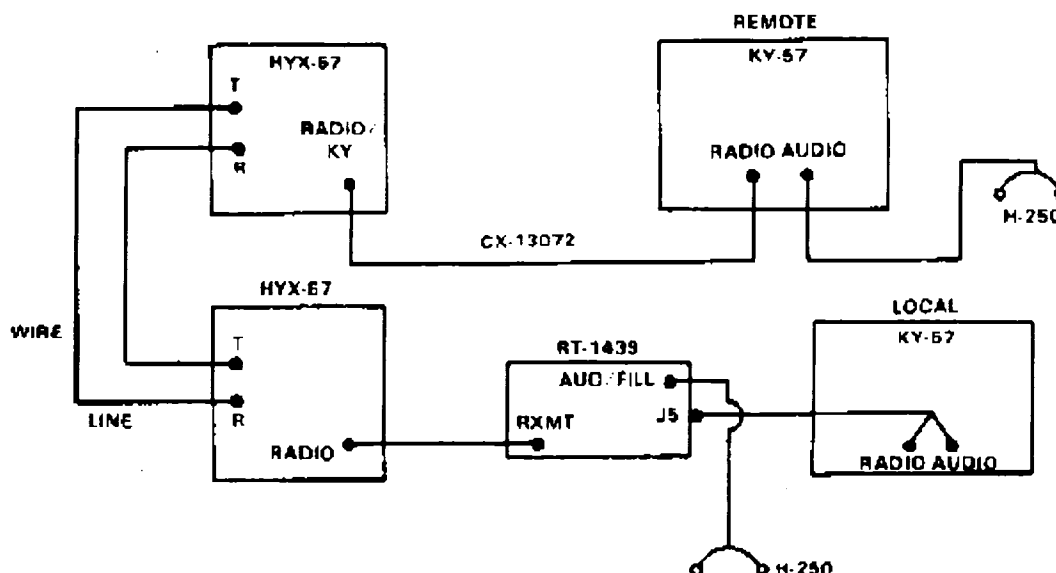 REMOTE
HYX-57
KY-57
T
RADIO/
KY
R
RADIO AUDIO
H-250
CX-13072
HYX-57
LOCAL
WIRE
KY-57
T
RT-1439
AUD/FILL
LINE
R
RXMT
J5
RADIO
RADIO AUDIO
H-250